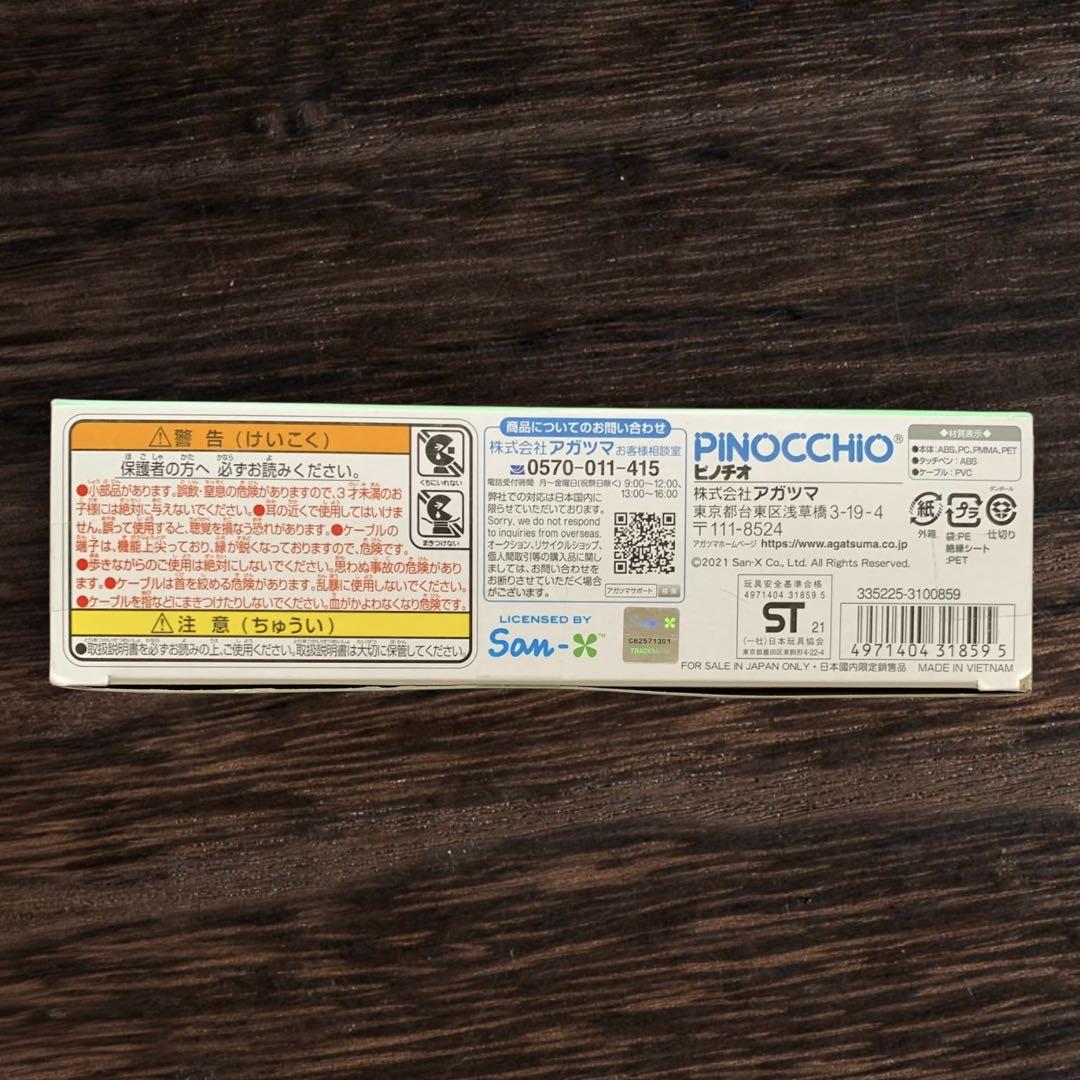 ⚠警告(けいこく)
保護者の方へ 必ずお読みください。
●小部品があります。誤飲・窒息の危険がありますので、3才未満のお
子様には絶対に与えないでください。●耳の近くで使用してはいけま
せん。誤って使用すると、聴覚を損なう恐れがあります。●ケーブルの
端子は、機能上尖っており、縁が鋭くなっておりますので、危険です。
●歩きながらのご使用は絶対にしないでください。思わぬ事故の危険があり
ます。●ケーブルは首を絞める危険があります。乱暴に使用しないでください。
●ケーブルを指などにまきつけたりしないでください。血がかよわなくなり危険です。
⚠注意(ちゅうい)
●取扱説明書を必ずお読みの上、ご使用ください。取扱説明書は大切に保管してください。
くちにいれない
まきつけない
商品についてのお問い合わせ
株式会社アガツマ お客様相談室
0570-011-415
電話受付時間 月〜金曜日(祝祭日除く) 9:00〜12:00、
13:00〜16:00
弊社での対応は日本国内に
限らせていただいております。
Sorry, we do not respond
to inquiries from overseas.
オークション、リサイクルショップ、
個人間取引等の購入品に関し
ましては、お問い合わせを
お断りさせていただく場合
がございます。
アガツマサポート 検索
LICENSED BY
San-X™
C62571301
TRADEMARK
PiNOCCHiO®
ピノチオ
株式会社アガツマ
東京都台東区浅草橋3-19-4
〒111-8524
アガツマホームページ https://www.agatsuma.co.jp
©2021 San-X Co., Ltd. All Rights Reserved.
玩具安全基準合格
4971404 31859 5
ST 21
(一社)日本玩具協会
東京都墨田区東駒形4-22-4
◆材質表示◆
●本体:ABS、PC、PMMA、PET
●タッチペン:ABS
●ケーブル:PVC
紙
外箱
プラ
袋:PE
絶縁シート
:PET
ダンボール
仕切り
335225-3100859
4971404 31859 5
FOR SALE IN JAPAN ONLY・日本國内限定銷售品 MADE IN VIETNAM